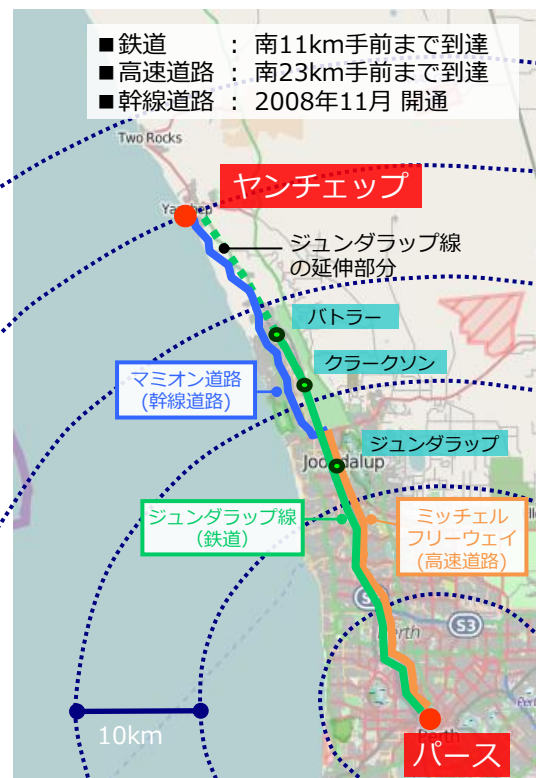 ■鉄道　　： 南11km手前まで到達
■高速道路 ： 南23km手前まで到達
■幹線道路 ： 2008年11月 開通
Two Rocks
ヤンチェップ
ジュンダラップ線
の延伸部分
バトラー
クラークソン
マミオン道路
(幹線道路)
ジュンダラップ
Joondalup
ジュンダラップ線
(鉄道)
ミッチェル
フリーウェイ
(高速道路)
S3
Perth
10km
Perth
パース